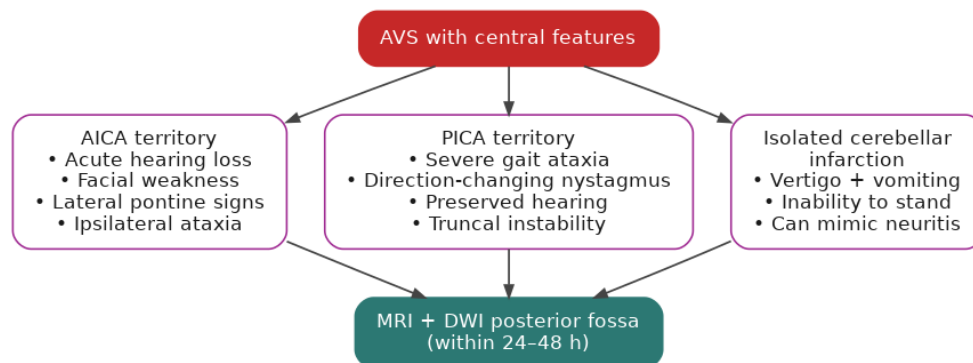 AVS with central features
AICA territory
• Acute hearing loss
• Facial weakness
• Lateral pontine signs
• Ipsilateral ataxia
PICA territory
• Severe gait ataxia
• Direction-changing nystagmus
• Preserved hearing
• Truncal instability
Isolated cerebellar
infarction
• Vertigo + vomiting
• Inability to stand
• Can mimic neuritis
MRI + DWI posterior fossa
(within 24–48 h)